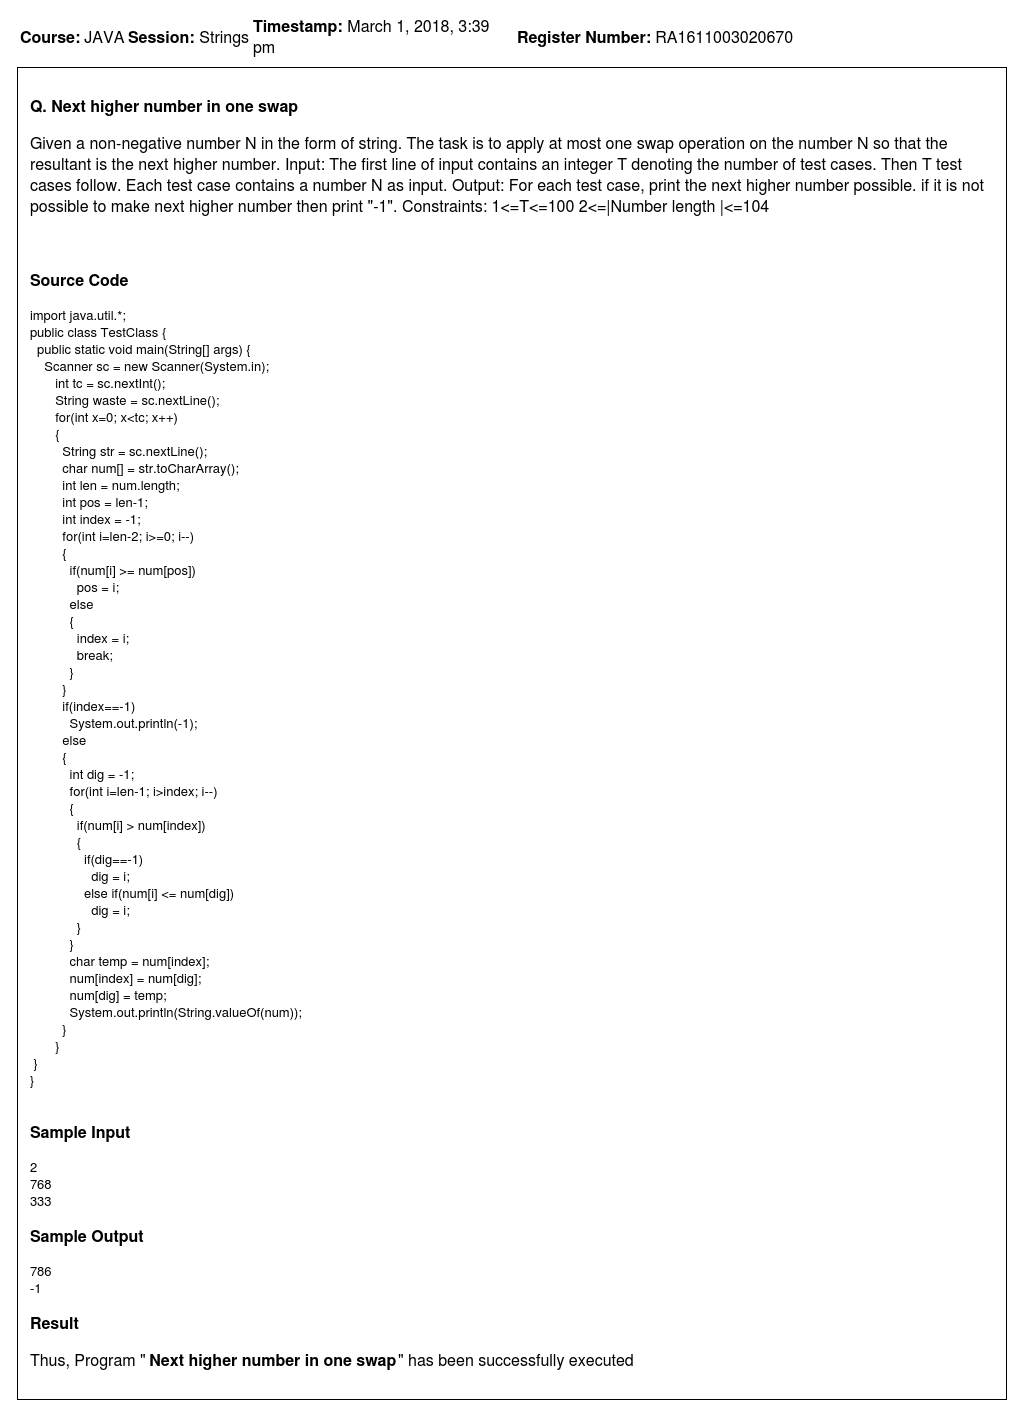 Course: JAVA Session: Strings Timestamp: March 1, 2018, 3:39 pm Register Number: RA1611003020670
Q. Next higher number in one swap
Given a non-negative number N in the form of string. The task is to apply at most one swap operation on the number N so that the
resultant is the next higher number. Input: The first line of input contains an integer T denoting the number of test cases. Then T test
cases follow. Each test case contains a number N as input. Output: For each test case, print the next higher number possible. if it is not
possible to make next higher number then print "-1". Constraints: 1<=T<=100 2<=|Number length |<=104
Source Code
import java.util.*;
public class TestClass {
public static void main(String[] args) {
Scanner sc = new Scanner(System.in);
int tc = sc.nextInt();
String waste = sc.nextLine();
for(int x=0; x<tc; x++)
{
String str = sc.nextLine();
char num[] = str.toCharArray();
int len = num.length;
int pos = len-1;
int index = -1;
for(int i=len-2; i>=0; i--)
{
if(num[i] >= num[pos])
pos = i;
else
{
index = i;
break;
}
}
if(index==-1)
System.out.println(-1);
else
{
int dig = -1;
for(int i=len-1; i>index; i--)
{
if(num[i] > num[index])
{
if(dig==-1)
dig = i;
else if(num[i] <= num[dig])
dig = i;
}
}
char temp = num[index];
num[index] = num[dig];
num[dig] = temp;
System.out.println(String.valueOf(num));
}
}
}
}
Sample Input
2
768
333
Sample Output
786
-1
Result
Thus, Program " Next higher number in one swap" has been successfully executed